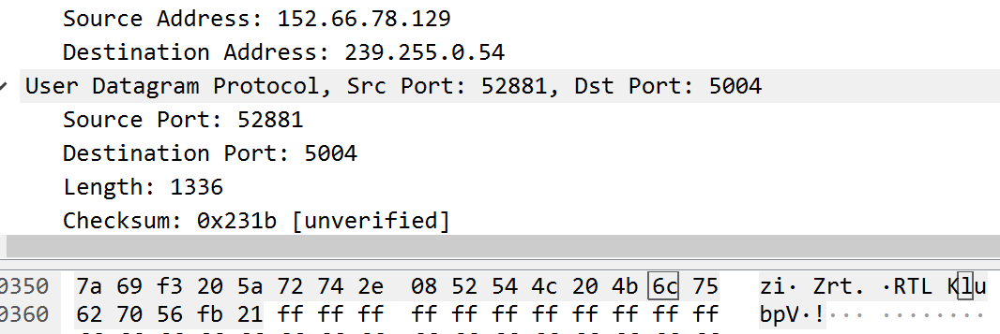 Source Address: 152.66.78.129
Destination Address: 239.255.0.54
User Datagram Protocol, Src Port: 52881, Dst Port: 5004
Source Port: 52881
Destination Port: 5004
Length: 1336
Checksum: 0x231b [unverified]
0350 7a 69 f3 20 5a 72 74 2e 08 52 54 4c 20 4b 6c 75 zi· Zrt. ·RTL Klu
0360 62 70 56 fb 21 ff ff ff ff ff ff ff ff ff ff ff bpV·!··· ········